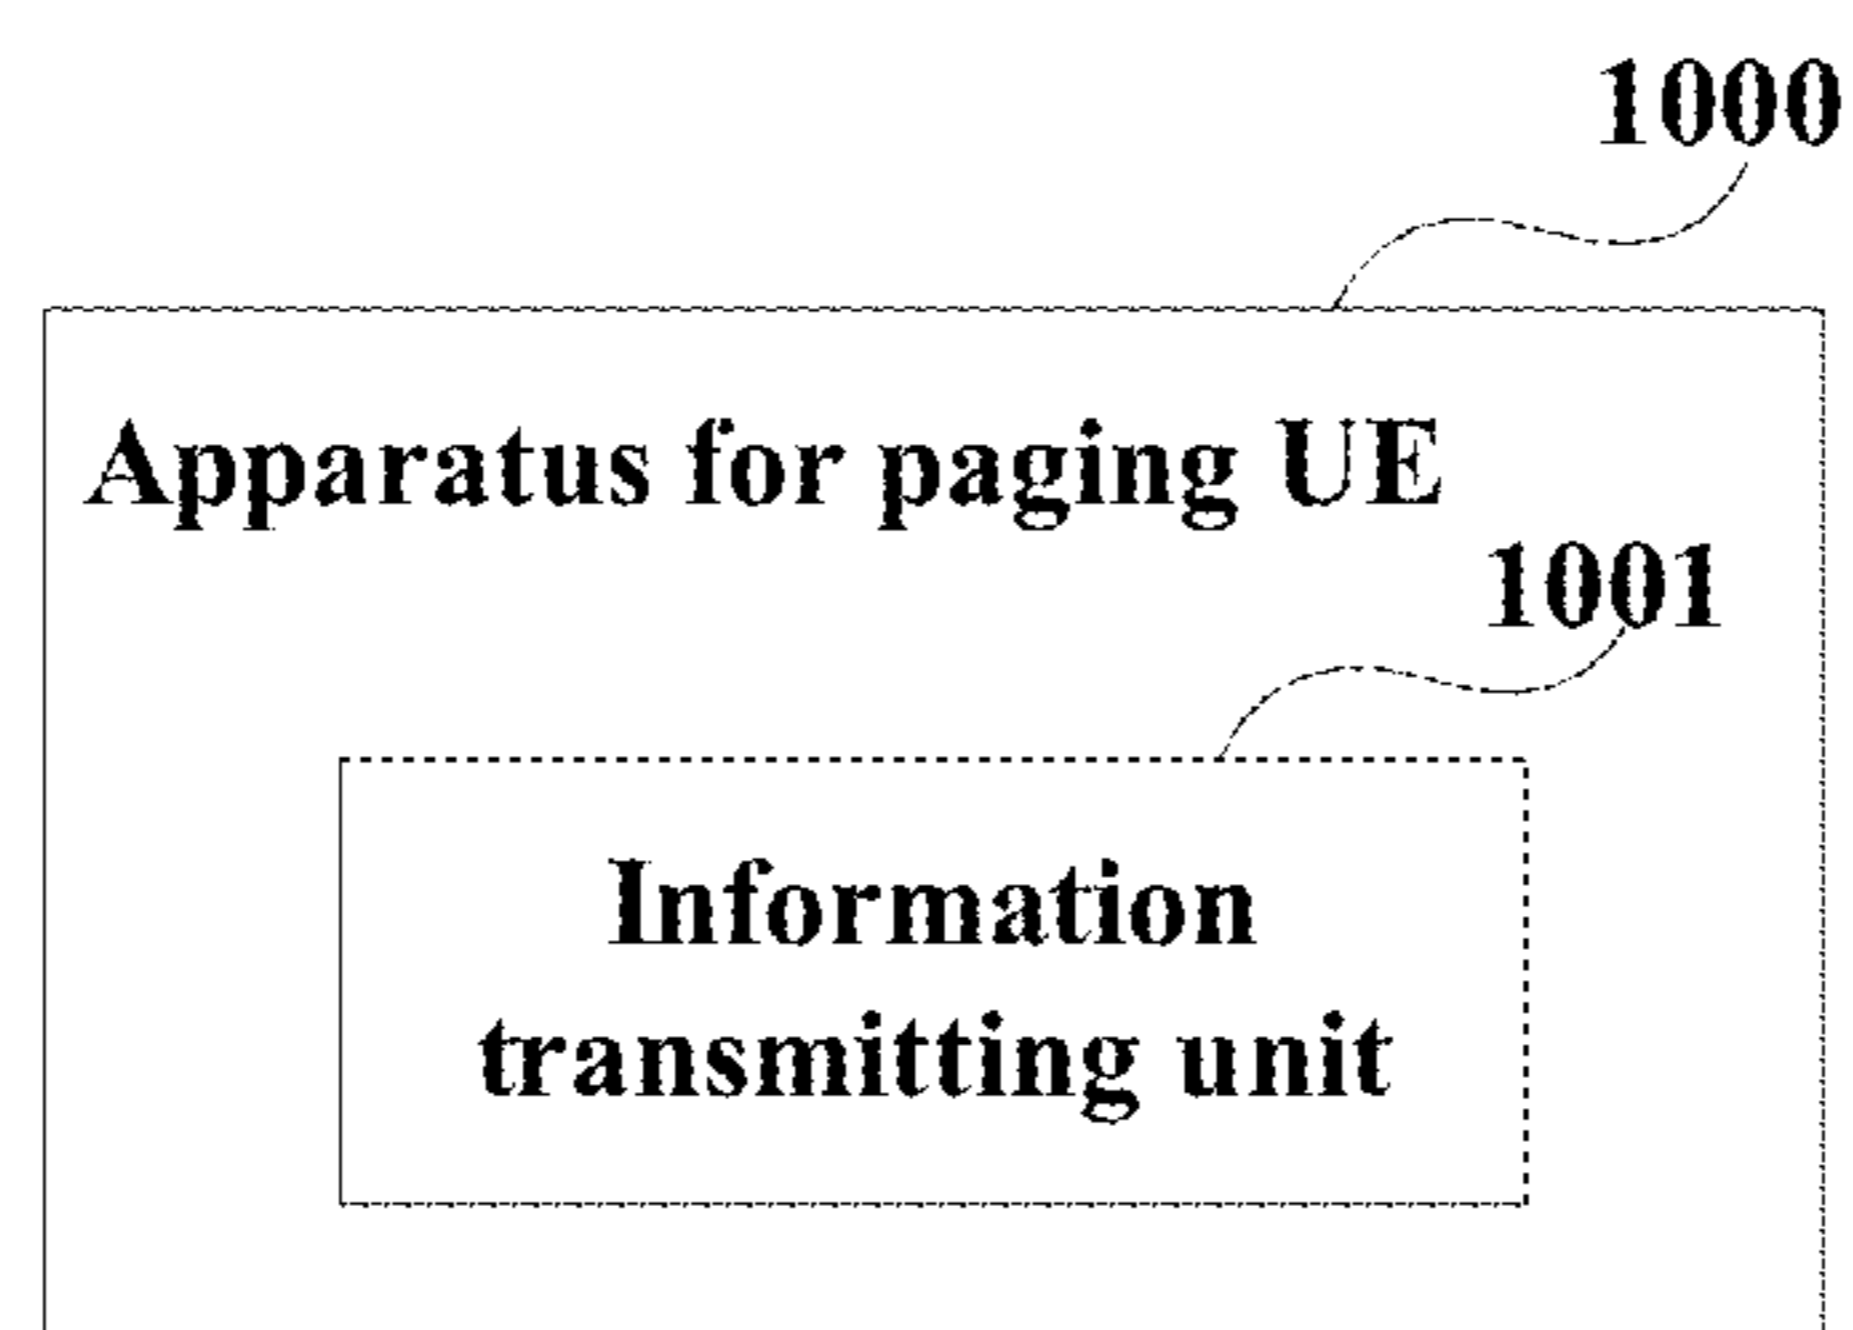 1000
Apparatus for paging UE
1001
Information
transmitting unit